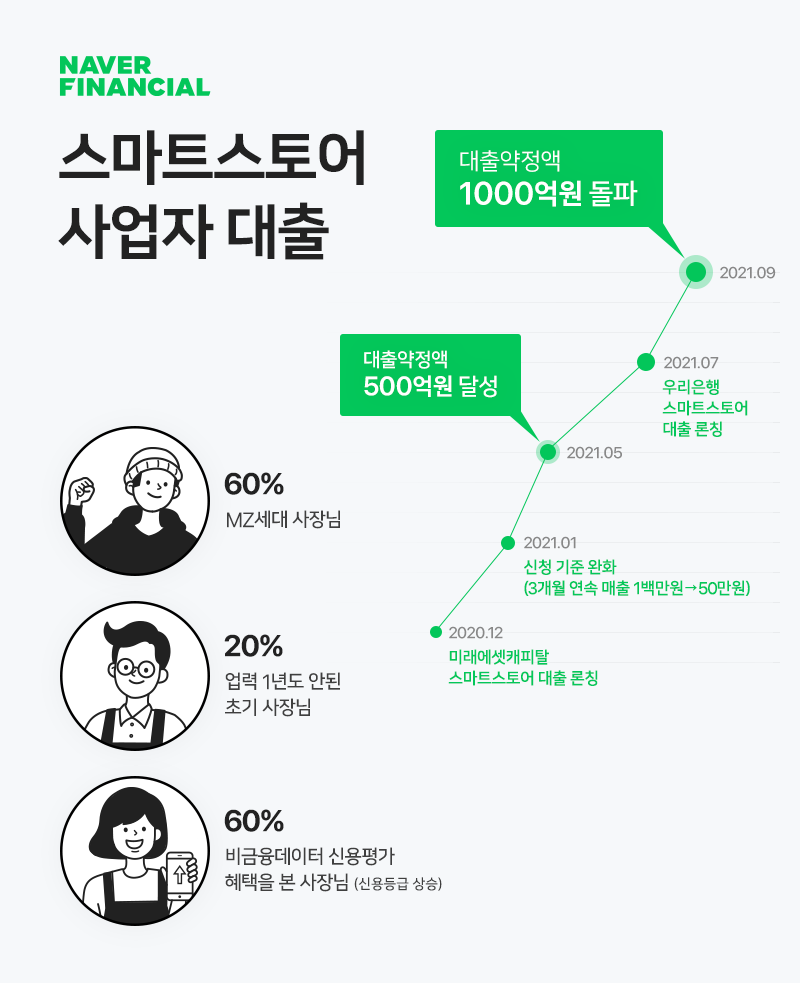 NAVER
FINANCIAL
스마트스토어
사업자 대출
대출약정액
1000억원 돌파
2021.09
2021.07
우리은행
스마트스토어
대출 론칭
대출약정액
500억원 달성
2021.05
2021.01
신청 기준 완화
(3개월 연속 매출 1백만원→50만원)
2020.12
미래에셋캐피탈
스마트스토어 대출 론칭
60%
MZ세대 사장님
20%
업력 1년도 안된
초기 사장님
60%
비금융데이터 신용평가
혜택을 본 사장님 (신용등급 상승)